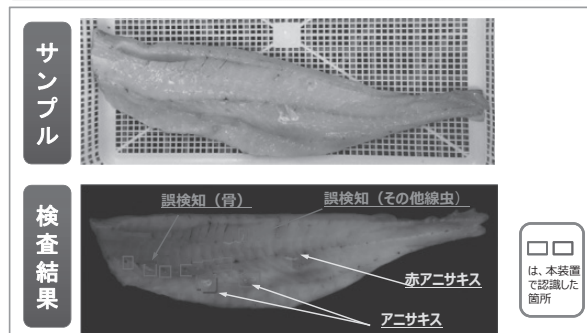 サンプル
検査結果
誤検知（骨）
誤検知（その他線虫）
赤アニサキス
アニサキス
は、本装置
で認識した
箇所